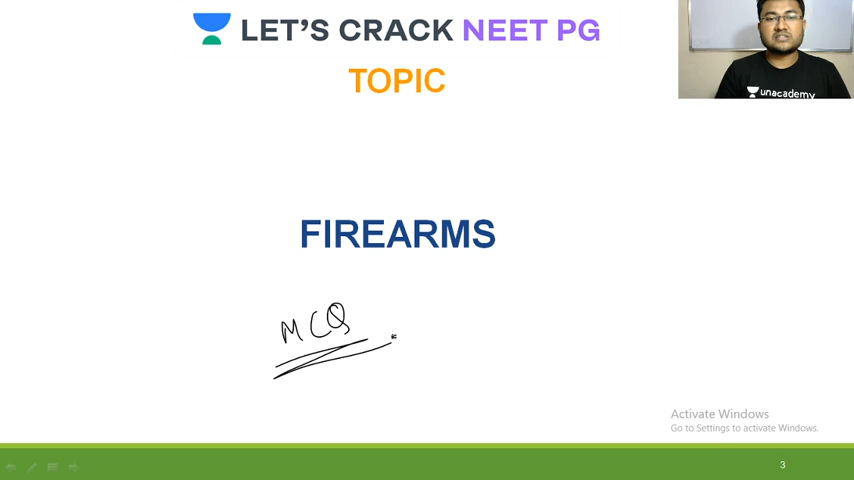 LET'S CRACK NEET PG
TOPIC
unacademy
FIREARMS
MCQ
Activate Windows
Go to Settings to activate Windows.
3